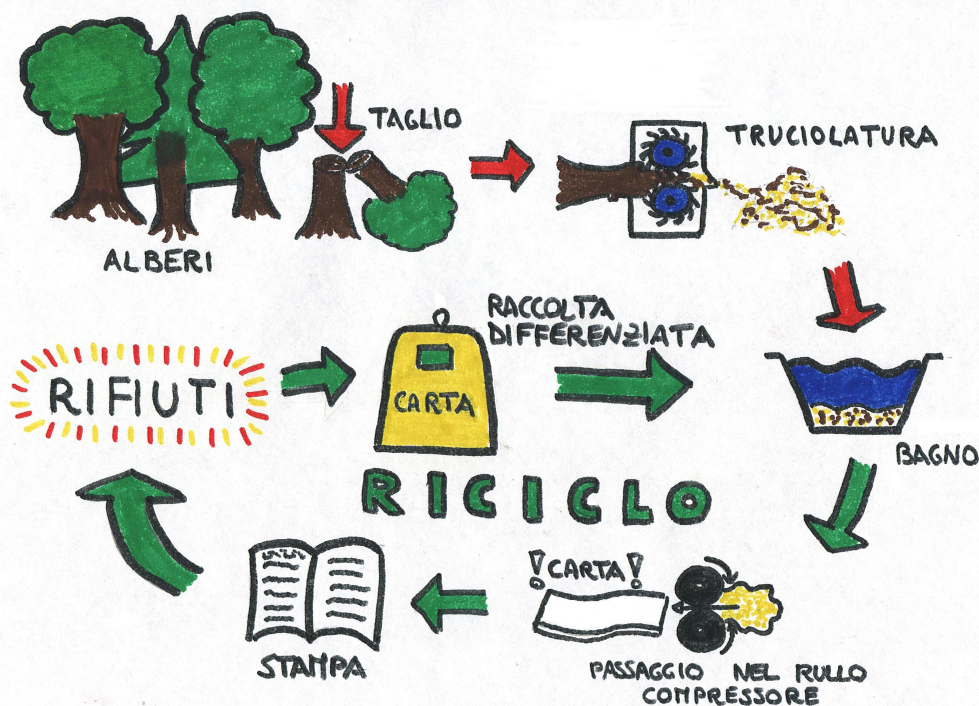 TAGLIO
TRUCIOLATURA
ALBERI
RACCOLTA
DIFFERENZIATA
RIFIUTI
CARTA
BAGNO
RICICLO
!CARTA!
STAMPA
PASSAGGIO NEL RULLO
COMPRESSORE